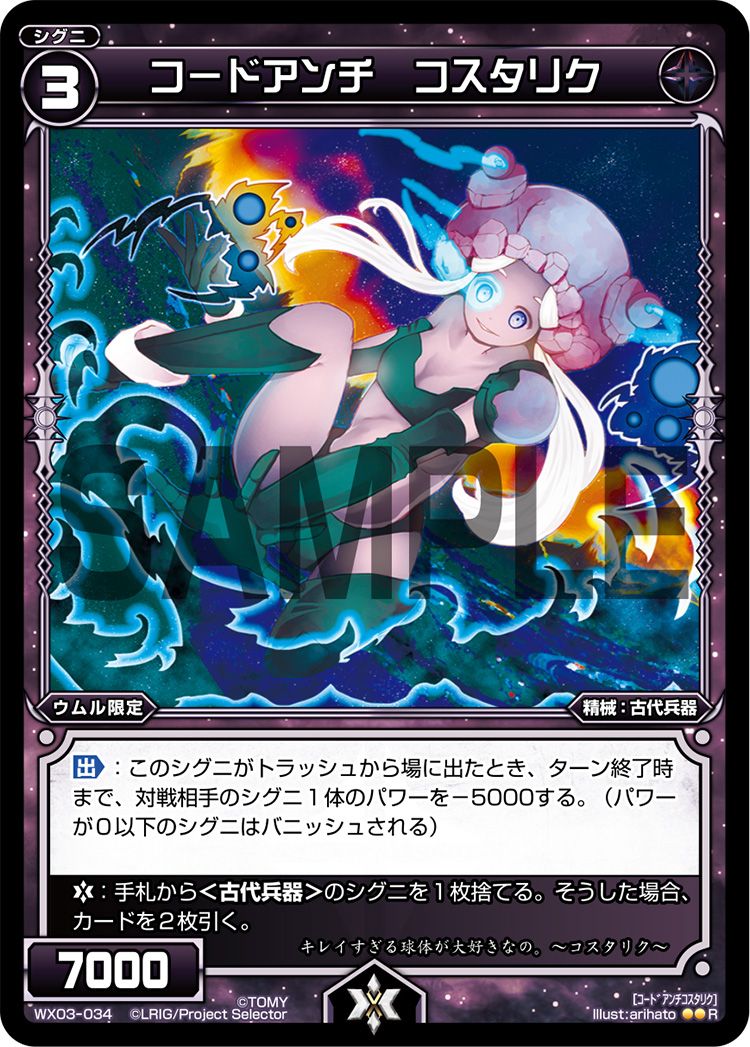 シグニ
3
コードアンチ コスタリク
SAMPLE
ウムル限定
精械：古代兵器
出：このシグニがトラッシュから場に出たとき、ターン終了時
まで、対戦相手のシグニ１体のパワーを－5000する。（パワー
が０以下のシグニはバニッシュされる）
：手札から＜古代兵器＞のシグニを１枚捨てる。そうした場合、
カードを２枚引く。
キレイすぎる球体が大好きなの。～コスタリク～
7000
©TOMY
[コードアンチコスタリク]
WX03-034 ©LRIG/Project Selector
Illust:arihato R